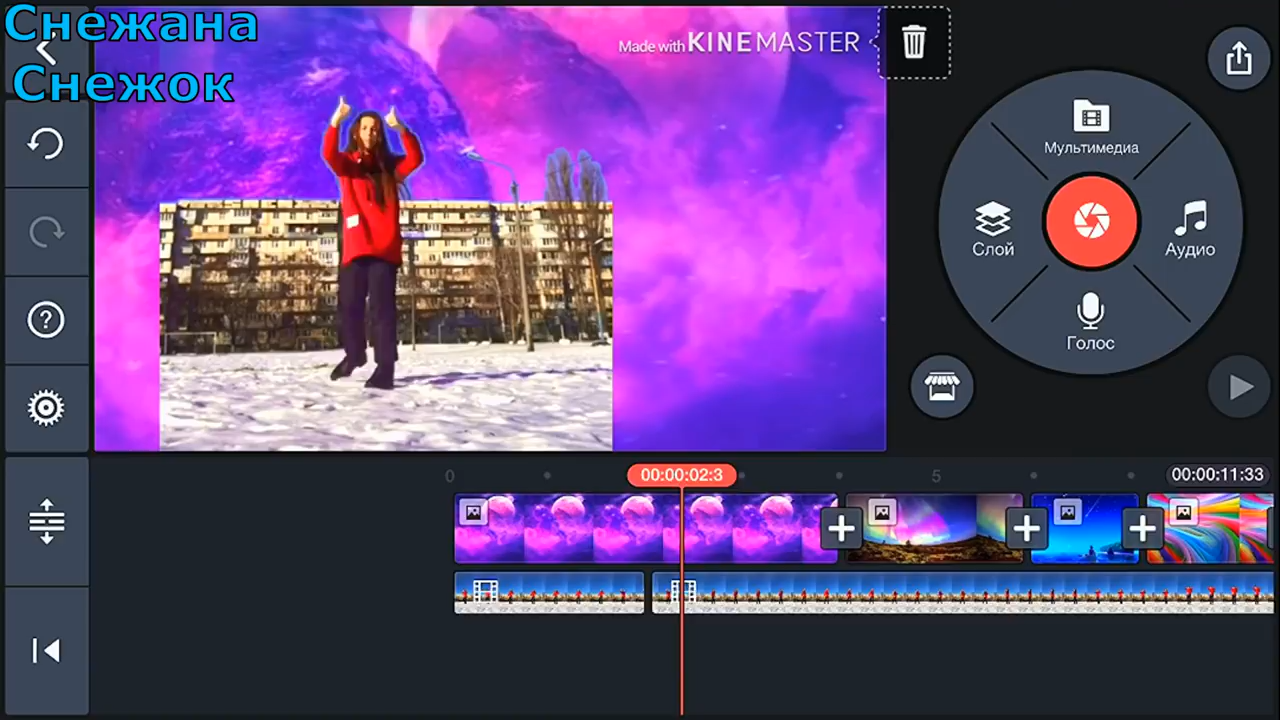 Снежана
Снежок
Made with KINEMASTER
Мультимедиа
Слой
Аудио
Голос
0
00:00:02:3
5
00:00:11:33